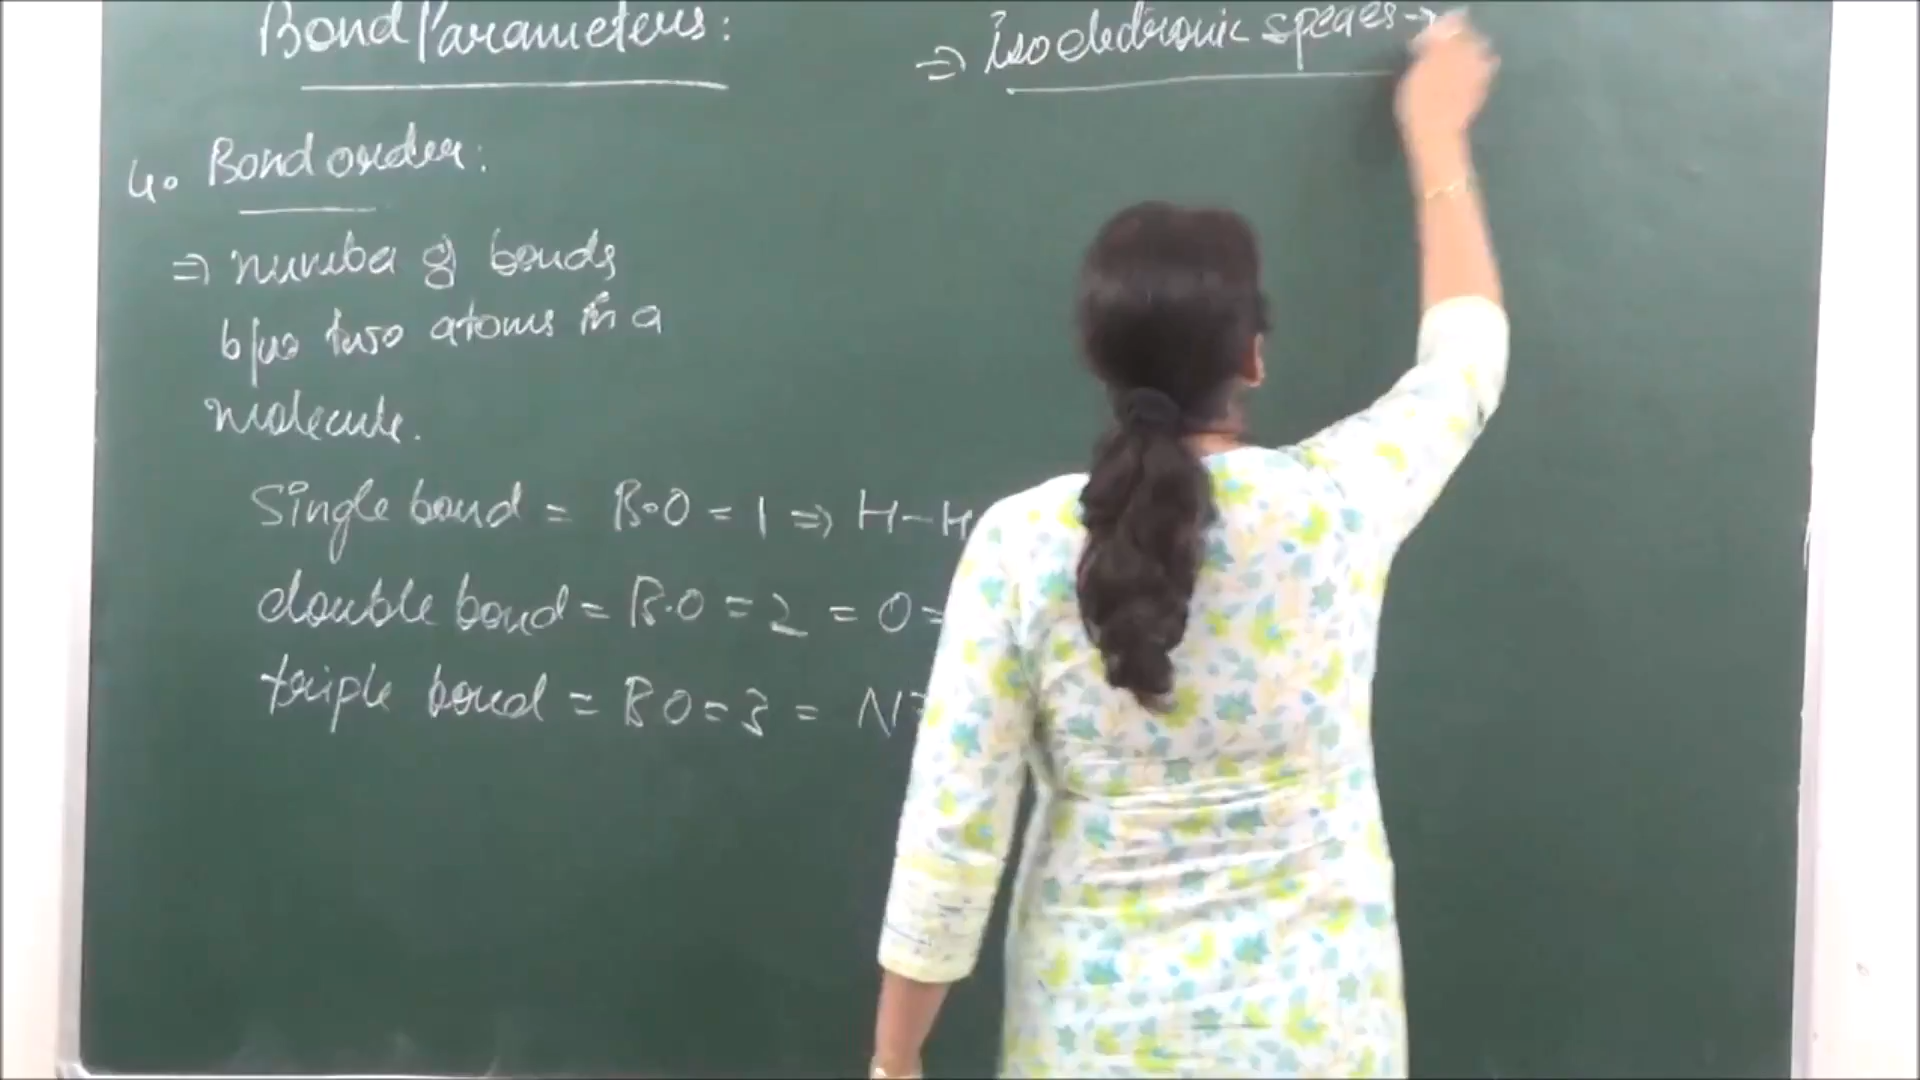 Bond Parameters:
4. Bond order:
⇒ number of bonds
b/w two atoms in a
molecule.
Single bond = B.O = 1 ⇒ H-H
double bond = B.O = 2 = O=
triple bond = BO = 3 = N≡
⇒ isoelectronic species →